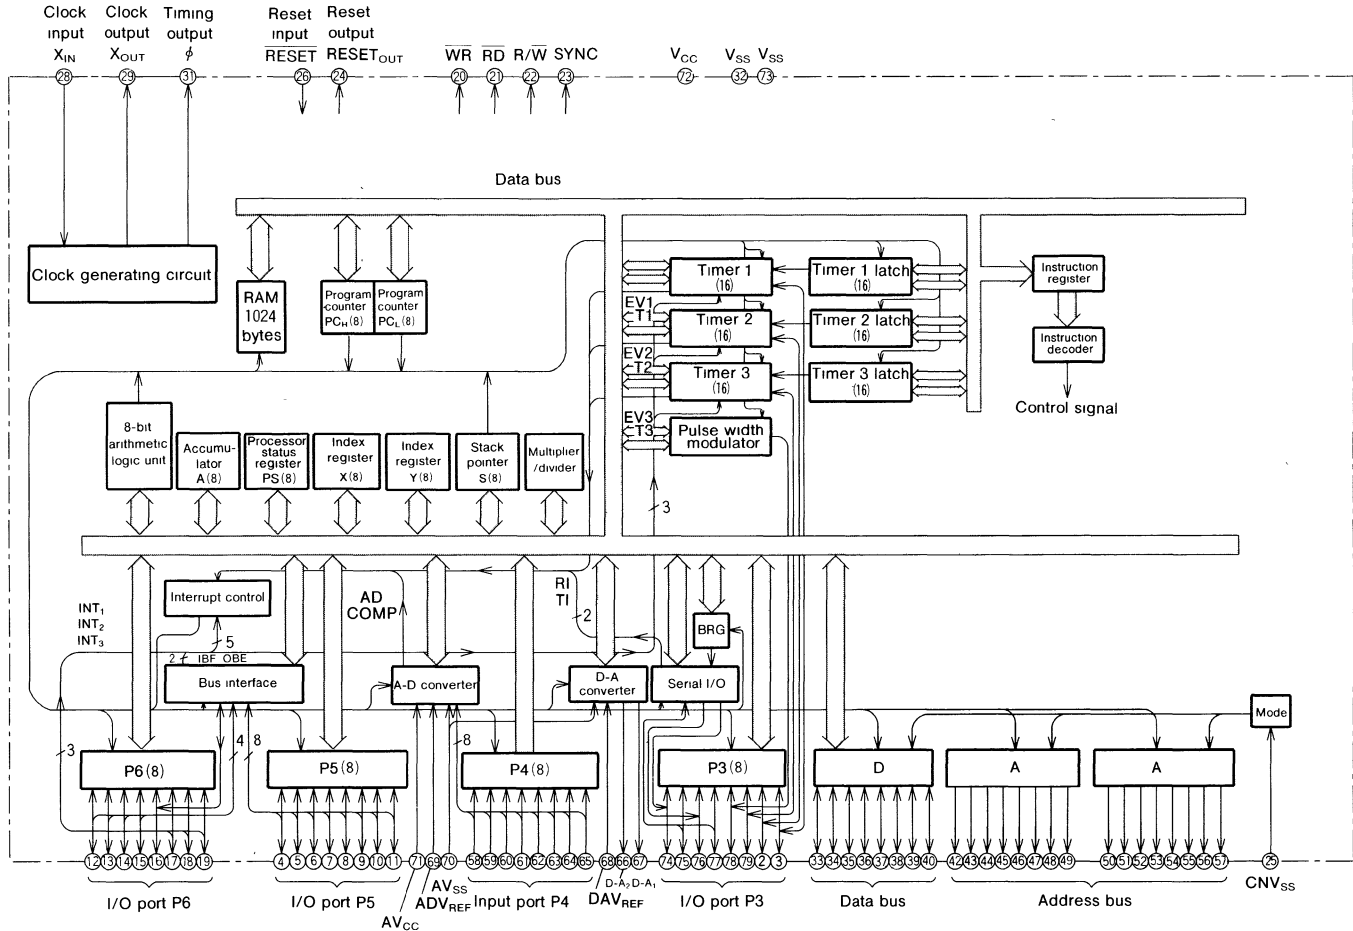 Clock input X_IN
Clock output X_OUT
Timing output ϕ
Reset input R̅E̅S̅E̅T̅
Reset output RESET_OUT
W̅R̅
R̅D̅
R/W̅
SYNC
V_CC
V_SS
V_SS
28
29
31
26
24
20
21
22
23
72
32
73
Data bus
Clock generating circuit
RAM 1024 bytes
Program counter PC_H (8)
Program counter PC_L (8)
Timer 1 (16)
Timer 1 latch (16)
Instruction register
EV1
T1
Timer 2 (16)
Timer 2 latch (16)
Instruction decoder
EV2
T2
Timer 3 (16)
Timer 3 latch (16)
Control signal
EV3
T3
Pulse width modulator
8-bit arithmetic logic unit
Accumulator A (8)
Processor status register PS (8)
Index register X (8)
Index register Y (8)
Stack pointer S (8)
Multiplier /divider
3
Interrupt control
AD COMP
RI
TI
2
INT₁
INT₂
INT₃
5
BRG
2
IBF OBE
Bus interface
A-D converter
D-A converter
Serial I/O
Mode
3
4
8
8
P6 (8)
P5 (8)
P4 (8)
P3 (8)
D
A
A
12 13 14 15 16 17 18 19
4 5 6 7 8 9 10 11
71 69 70
58 59 60 61 62 63 64 65
68 66 67
74 75 76 77 78 79 2 3
33 34 35 36 37 38 39 40
42 43 44 45 46 47 48 49
50 51 52 53 54 55 56 57
25
I/O port P6
I/O port P5
AV_CC
AV_SS
ADV_REF
Input port P4
D-A₂ D-A₁
DAV_REF
I/O port P3
Data bus
Address bus
CNV_SS